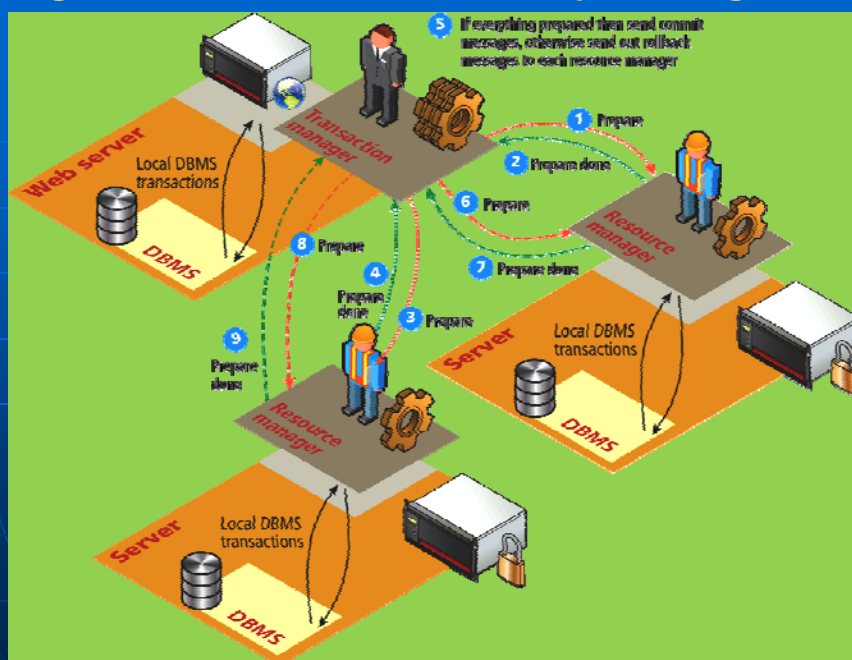 5 If everything prepared then send commit
messages, otherwise send out rollback
messages to each resource manager
Transaction
manager
1 Prepare
2 Prepare done
Web server
Local DBMS
transactions
DBMS
6 Prepare
Resource
manager
7 Prepare done
8 Prepare
4
Prepare
done
3 Prepare
9
Prepare
done
Server
Local DBMS
transactions
DBMS
Resource
manager
Server
Local DBMS
transactions
DBMS